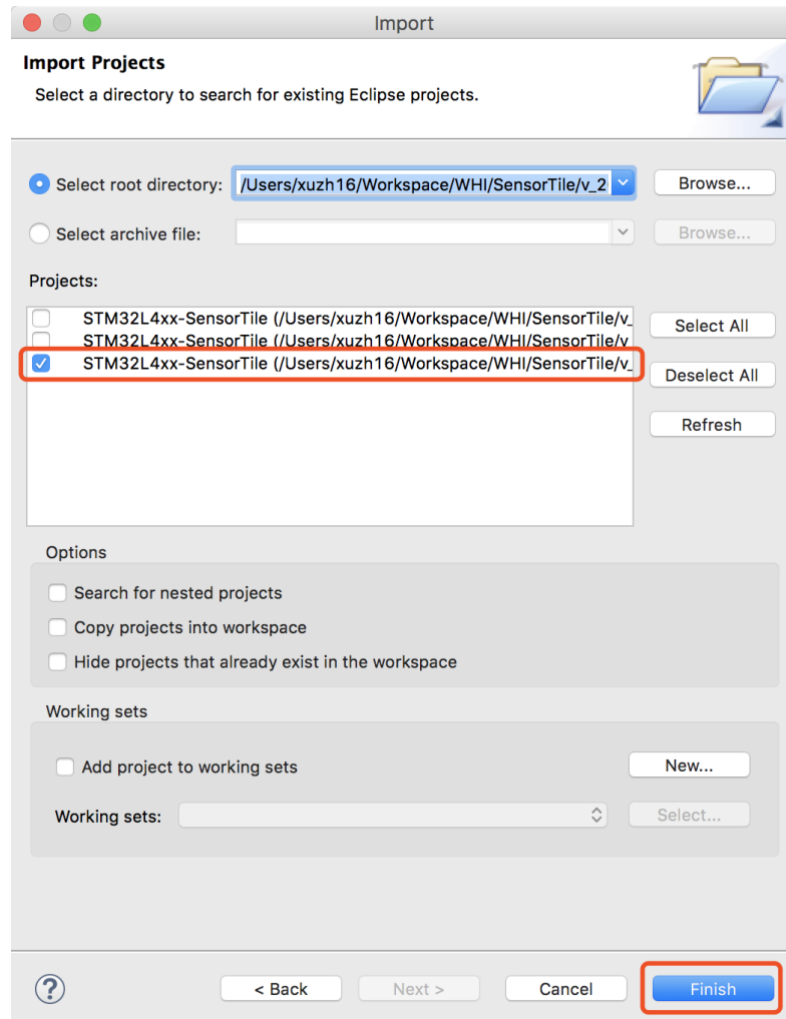 Import
Import Projects
Select a directory to search for existing Eclipse projects.
Select root directory: /Users/xuzh16/Workspace/WHI/SensorTile/v_2 Browse...
Select archive file: Browse...
Projects:
STM32L4xx-SensorTile (/Users/xuzh16/Workspace/WHI/SensorTile/v_
STM32L4xx-SensorTile (/Users/xuzh16/Workspace/WHI/SensorTile/v_
STM32L4xx-SensorTile (/Users/xuzh16/Workspace/WHI/SensorTile/v_
Select All
Deselect All
Refresh
Options
Search for nested projects
Copy projects into workspace
Hide projects that already exist in the workspace
Working sets
Add project to working sets New...
Working sets: Select...
? < Back Next > Cancel Finish